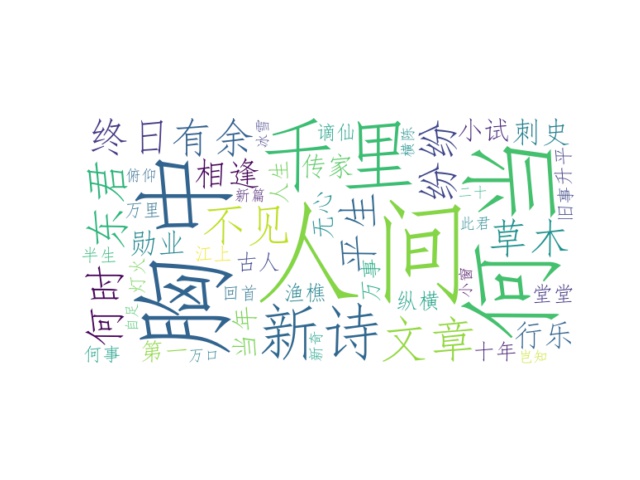 终日
有余
冰雪
千里
谪仙
横陈
纷纷
小试
刺史
何当
旧事
升平
东君
俯仰
胸中
相逢
新篇
人生
传家
无心
平生
人间
二十
此君
草木
万里
不见
勋业
江上
古人
万事
小窗
半生
灯火
何时
自足
回首
渔樵
纵横
堂堂
何事
第一
万口
当年
新诗
新奇
文章
十年
行乐
岂知